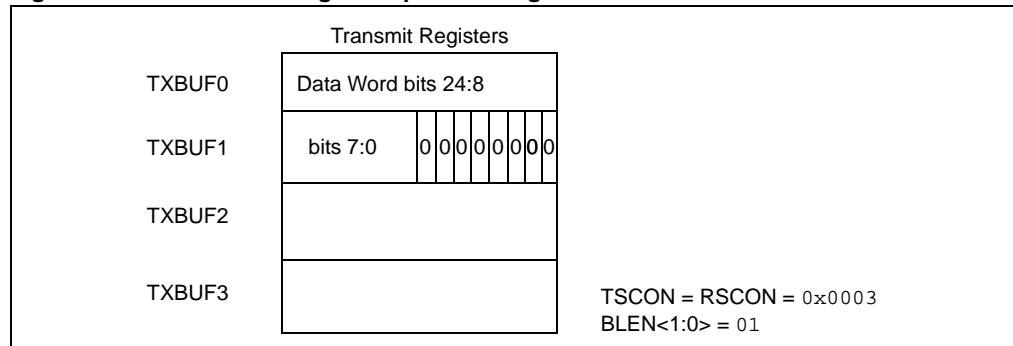 Transmit Registers
TXBUF0 Data Word bits 24:8
TXBUF1 bits 7:0 0 0 0 0 0 0 0 0
TXBUF2
TXBUF3
TSCON = RSCON = 0x0003
BLEN<1:0> = 01